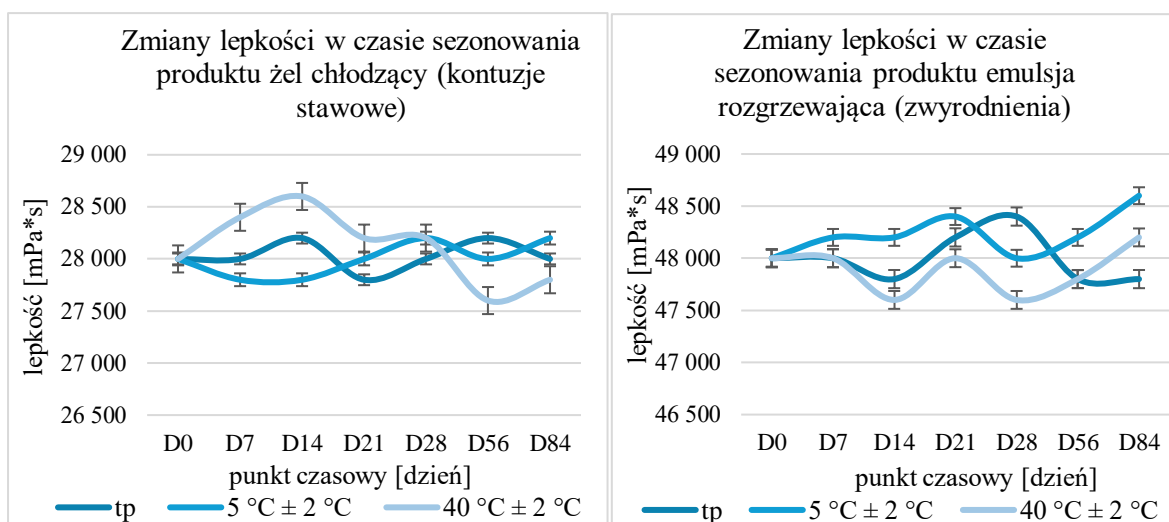 Zmiany lepkości w czasie sezonowania
produktu żel chłodzący (kontuzje
stawowe)
29 000
28 500
28 000
27 500
27 000
26 500
lepkość [mPa*s]
D0 D7 D14 D21 D28 D56 D84
punkt czasowy [dzień]
tp 5 °C ± 2 °C 40 °C ± 2 °C
Zmiany lepkości w czasie
sezonowania produktu emulsja
rozgrzewająca (zwyrodnienia)
49 000
48 500
48 000
47 500
47 000
46 500
lepkość [mPa*s]
D0 D7 D14 D21 D28 D56 D84
punkt czasowy [dzień]
tp 5 °C ± 2 °C 40 °C ± 2 °C